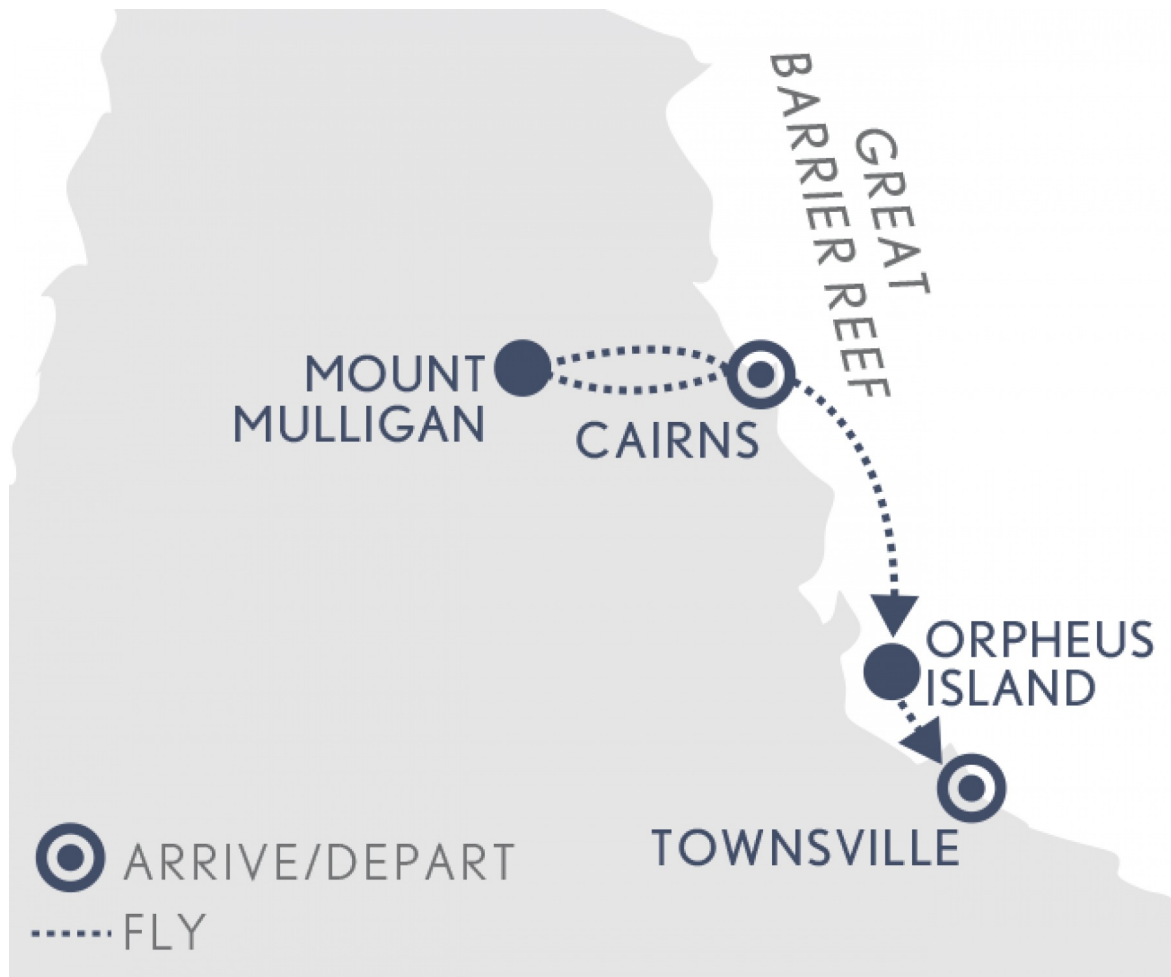 GREAT
BARRIER REEF
MOUNT
MULLIGAN
CAIRNS
ORPHEUS
ISLAND
TOWNSVILLE
ARRIVE/DEPART
FLY